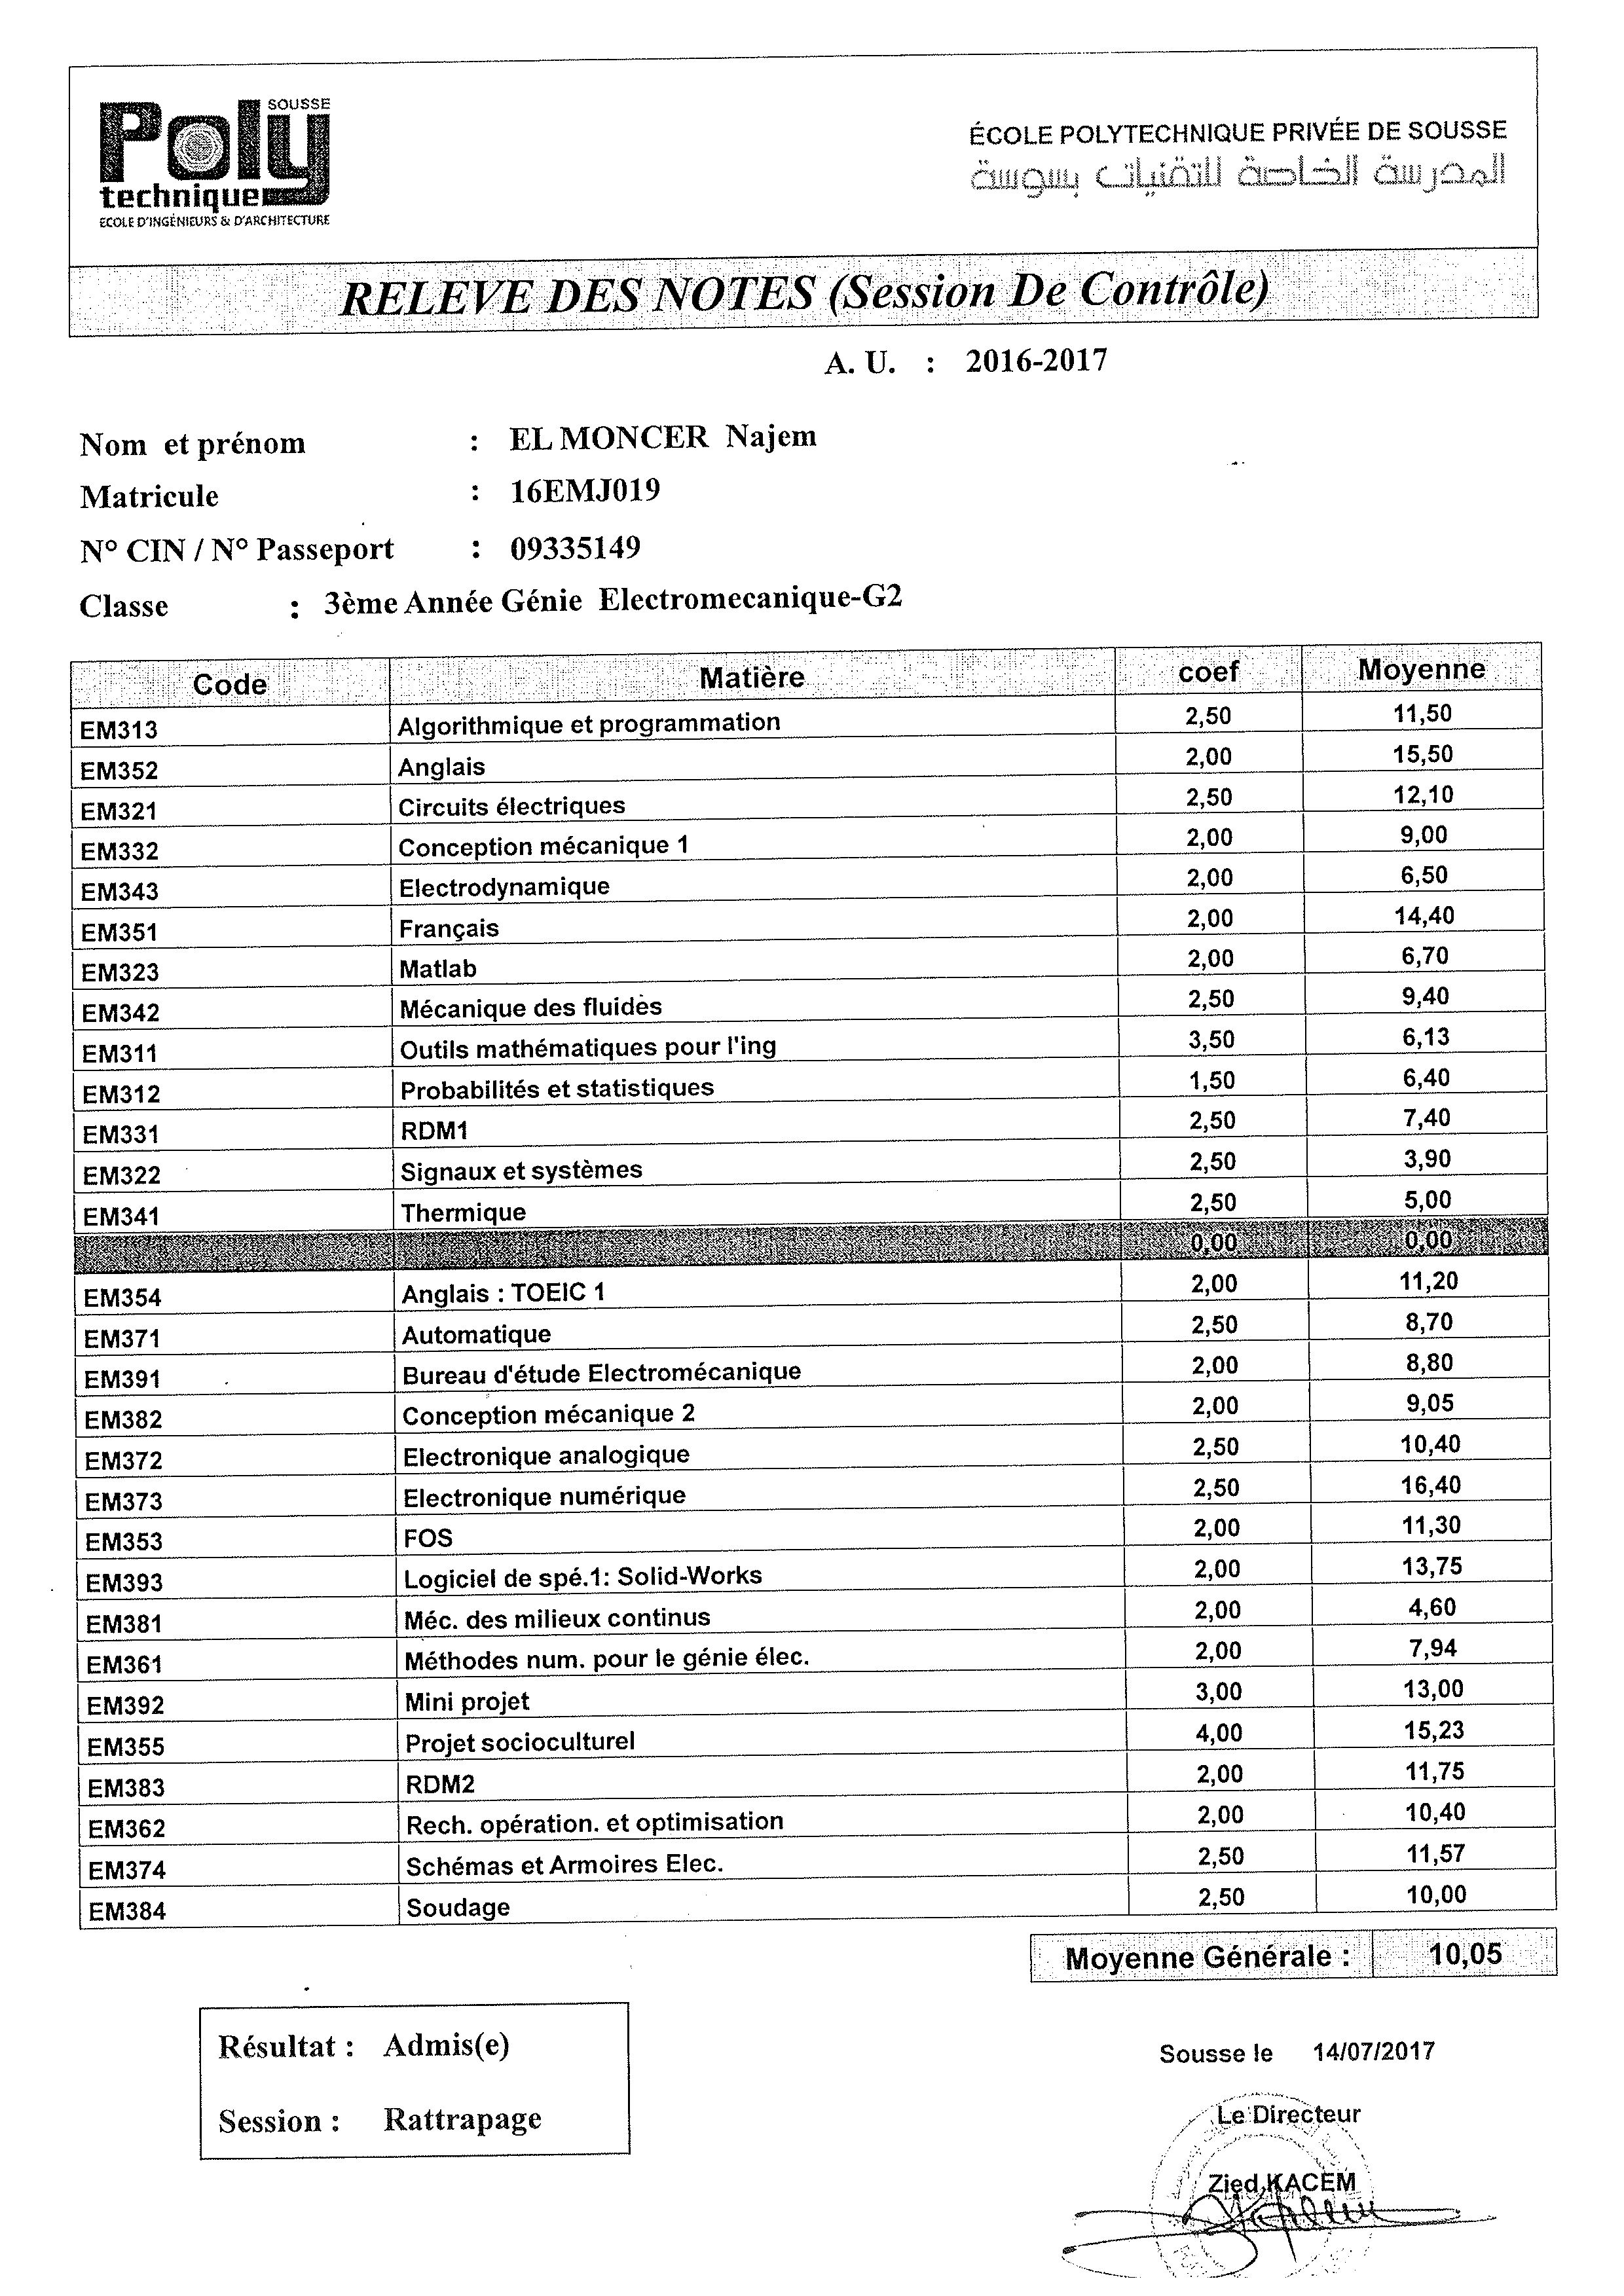 SOUSSE
Poly
technique
ECOLE D'INGÉNIEURS & D'ARCHITECTURE
ÉCOLE POLYTECHNIQUE PRIVÉE DE SOUSSE
المدرسة الخاصة للتقنيات بسوسة
RELEVE DES NOTES (Session De Contrôle)
A. U. : 2016-2017
Nom et prénom : EL MONCER Najem
Matricule : 16EMJ019
N° CIN / N° Passeport : 09335149
Classe : 3ème Année Génie Electromecanique-G2
Code Matière coef Moyenne
EM313 Algorithmique et programmation 2,50 11,50
EM352 Anglais 2,00 15,50
EM321 Circuits électriques 2,50 12,10
EM332 Conception mécanique 1 2,00 9,00
EM343 Electrodynamique 2,00 6,50
EM351 Français 2,00 14,40
EM323 Matlab 2,00 6,70
EM342 Mécanique des fluides 2,50 9,40
EM311 Outils mathématiques pour l'ing 3,50 6,13
EM312 Probabilités et statistiques 1,50 6,40
EM331 RDM1 2,50 7,40
EM322 Signaux et systèmes 2,50 3,90
EM341 Thermique 2,50 5,00
0,00 0,00
EM354 Anglais : TOEIC 1 2,00 11,20
EM371 Automatique 2,50 8,70
EM391 Bureau d'étude Electromécanique 2,00 8,80
EM382 Conception mécanique 2 2,00 9,05
EM372 Electronique analogique 2,50 10,40
EM373 Electronique numérique 2,50 16,40
EM353 FOS 2,00 11,30
EM393 Logiciel de spé.1: Solid-Works 2,00 13,75
EM381 Méc. des milieux continus 2,00 4,60
EM361 Méthodes num. pour le génie élec. 2,00 7,94
EM392 Mini projet 3,00 13,00
EM355 Projet socioculturel 4,00 15,23
EM383 RDM2 2,00 11,75
EM362 Rech. opération. et optimisation 2,00 10,40
EM374 Schémas et Armoires Elec. 2,50 11,57
EM384 Soudage 2,50 10,00
Moyenne Générale : 10,05
Résultat : Admis(e)
Session : Rattrapage
Sousse le 14/07/2017
Le Directeur
Zied KACEM